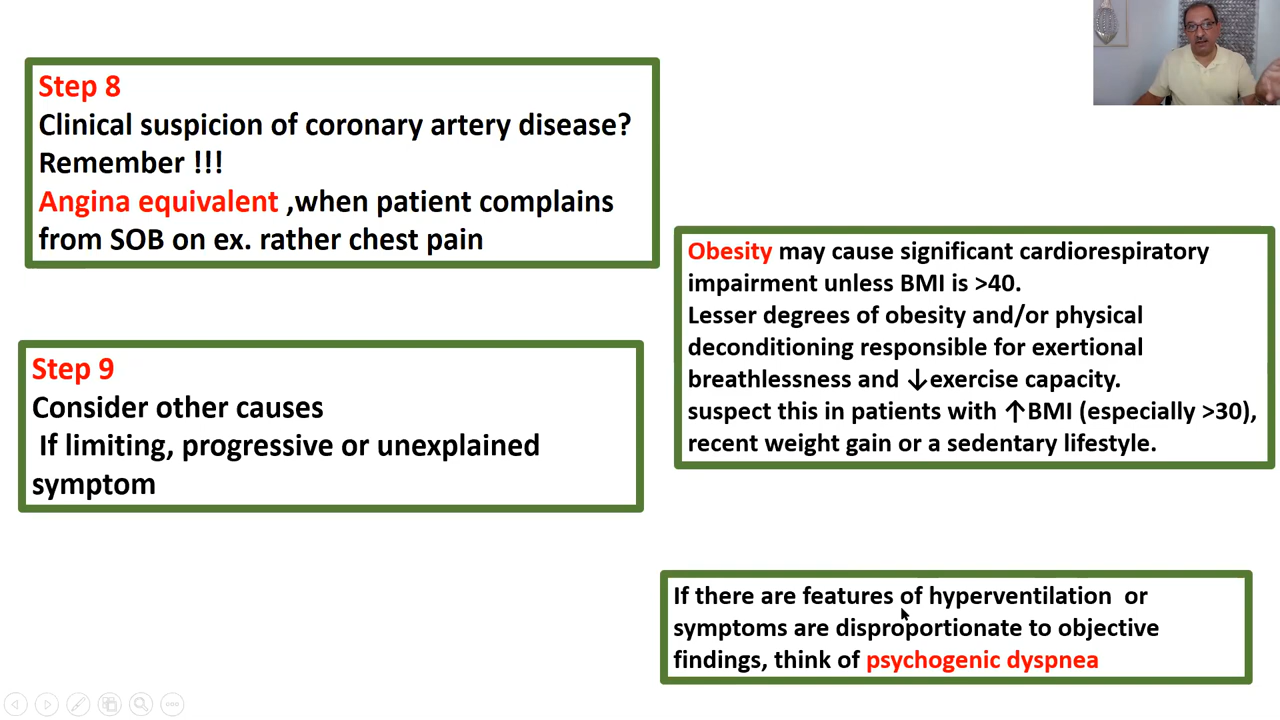 Step 8
Clinical suspicion of coronary artery disease?
Remember !!!
Angina equivalent ,when patient complains
from SOB on ex. rather chest pain
Step 9
Consider other causes
If limiting, progressive or unexplained
symptom
Obesity may cause significant cardiorespiratory
impairment unless BMI is >40.
Lesser degrees of obesity and/or physical
deconditioning responsible for exertional
breathlessness and ↓exercise capacity.
suspect this in patients with ↑BMI (especially >30),
recent weight gain or a sedentary lifestyle.
If there are features of hyperventilation or
symptoms are disproportionate to objective
findings, think of psychogenic dyspnea